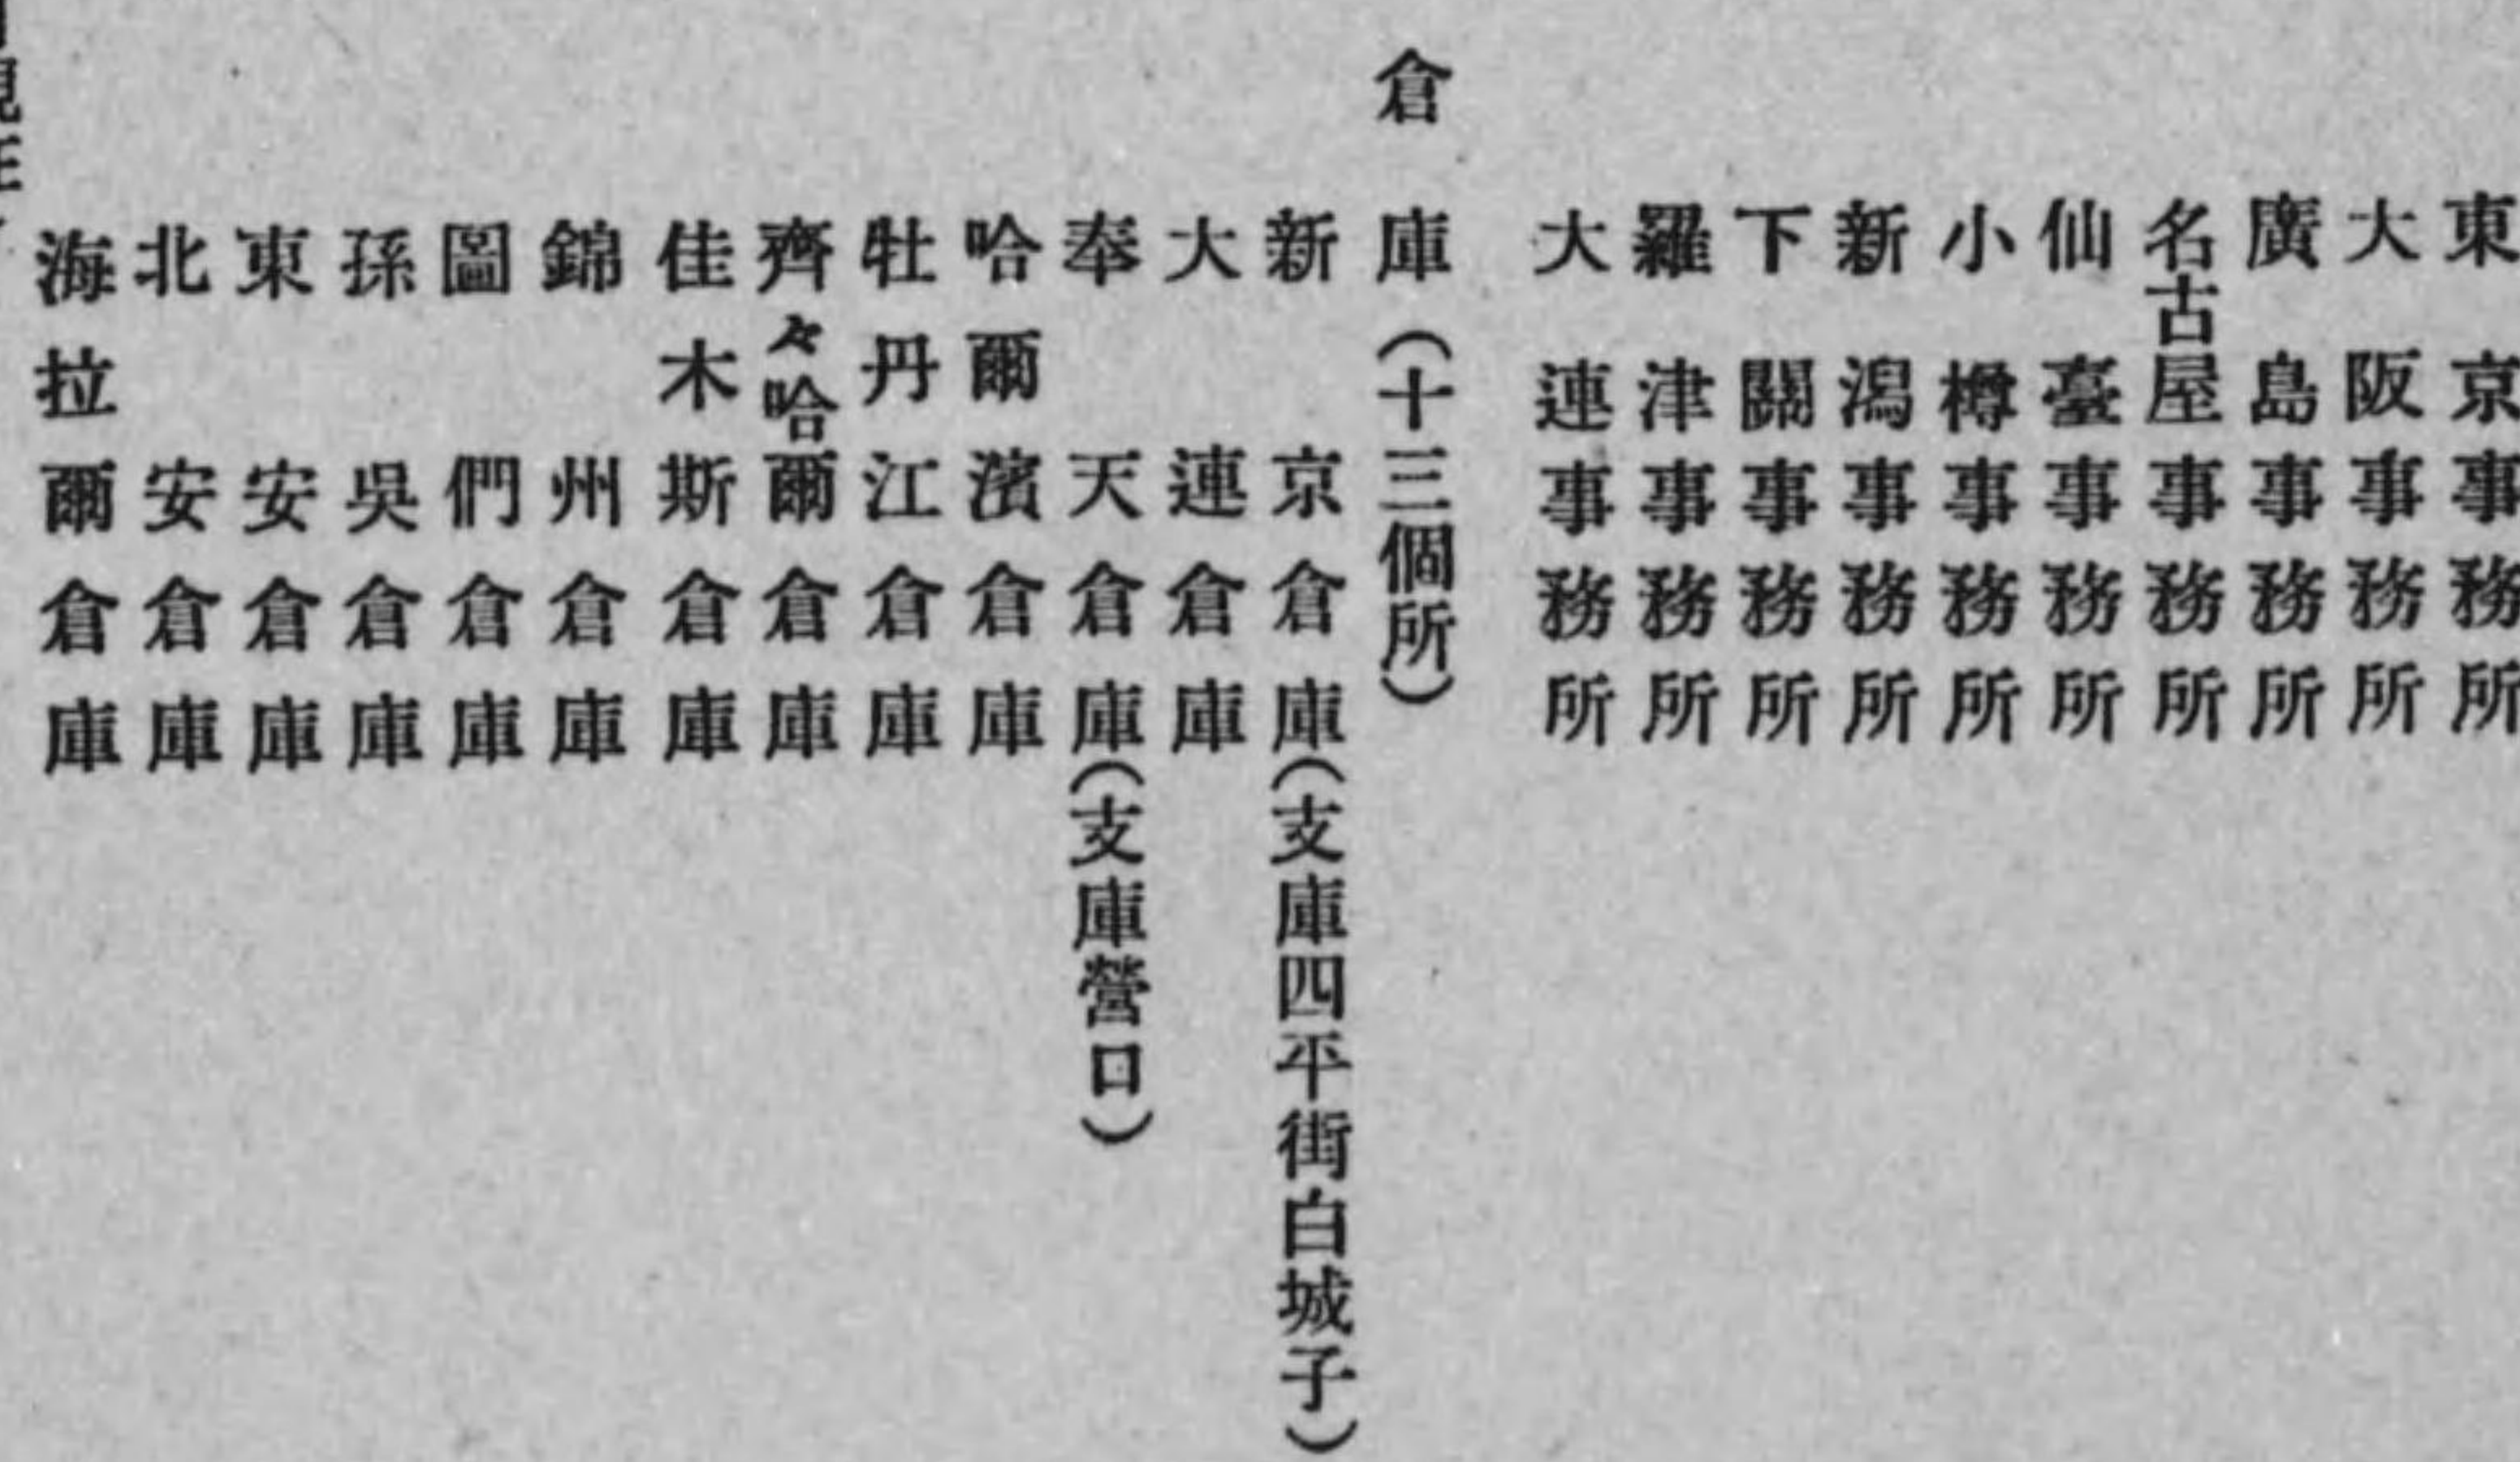 東京事務所
大阪事務所
廣島事務所
名古屋事務所
仙臺事務所
小樽事務所
新潟事務所
下關事務所
羅津事務所
大連事務所
倉庫（十三個所）
新京倉庫（支庫四平街白城子）
大連倉庫
奉天倉庫（支庫營口）
哈爾濱倉庫
牡丹江倉庫
齊々哈爾倉庫
佳木斯倉庫
錦州倉庫
圖們倉庫
孫吳倉庫
東安倉庫
北安倉庫
海拉爾倉庫